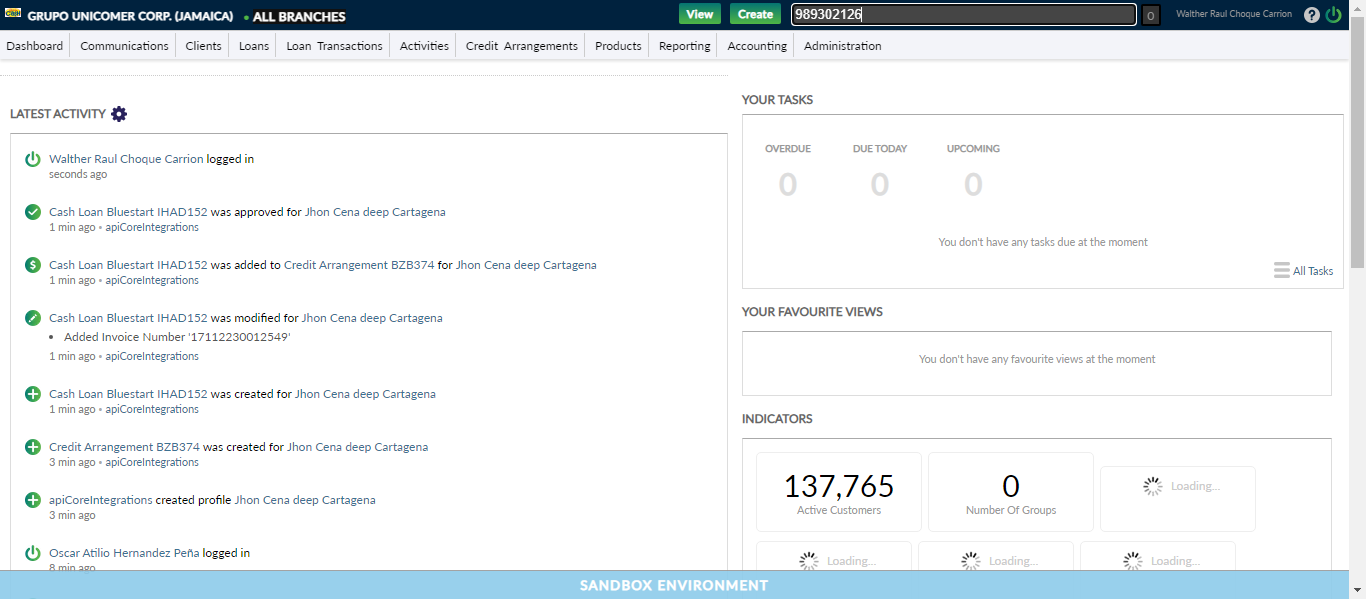 GRUPO UNICOMER CORP. (JAMAICA) • ALL BRANCHES
View Create 989302126 0 Walther Raul Choque Carrion ?
Dashboard Communications Clients Loans Loan Transactions Activities Credit Arrangements Products Reporting Accounting Administration
LATEST ACTIVITY
Walther Raul Choque Carrion logged in
seconds ago
Cash Loan Bluestart IHAD152 was approved for Jhon Cena deep Cartagena
1 min ago • apiCoreIntegrations
Cash Loan Bluestart IHAD152 was added to Credit Arrangement BZB374 for Jhon Cena deep Cartagena
1 min ago • apiCoreIntegrations
Cash Loan Bluestart IHAD152 was modified for Jhon Cena deep Cartagena
• Added Invoice Number '17112230012549'
1 min ago • apiCoreIntegrations
Cash Loan Bluestart IHAD152 was created for Jhon Cena deep Cartagena
1 min ago • apiCoreIntegrations
Credit Arrangement BZB374 was created for Jhon Cena deep Cartagena
3 min ago • apiCoreIntegrations
apiCoreIntegrations created profile Jhon Cena deep Cartagena
3 min ago
Oscar Atilio Hernandez Peña logged in
8 min ago
YOUR TASKS
OVERDUE DUE TODAY UPCOMING
0 0 0
You don't have any tasks due at the moment
All Tasks
YOUR FAVOURITE VIEWS
You don't have any favourite views at the moment
INDICATORS
137,765 0 Loading...
Active Customers Number Of Groups
Loading... Loading... Loading...
SANDBOX ENVIRONMENT